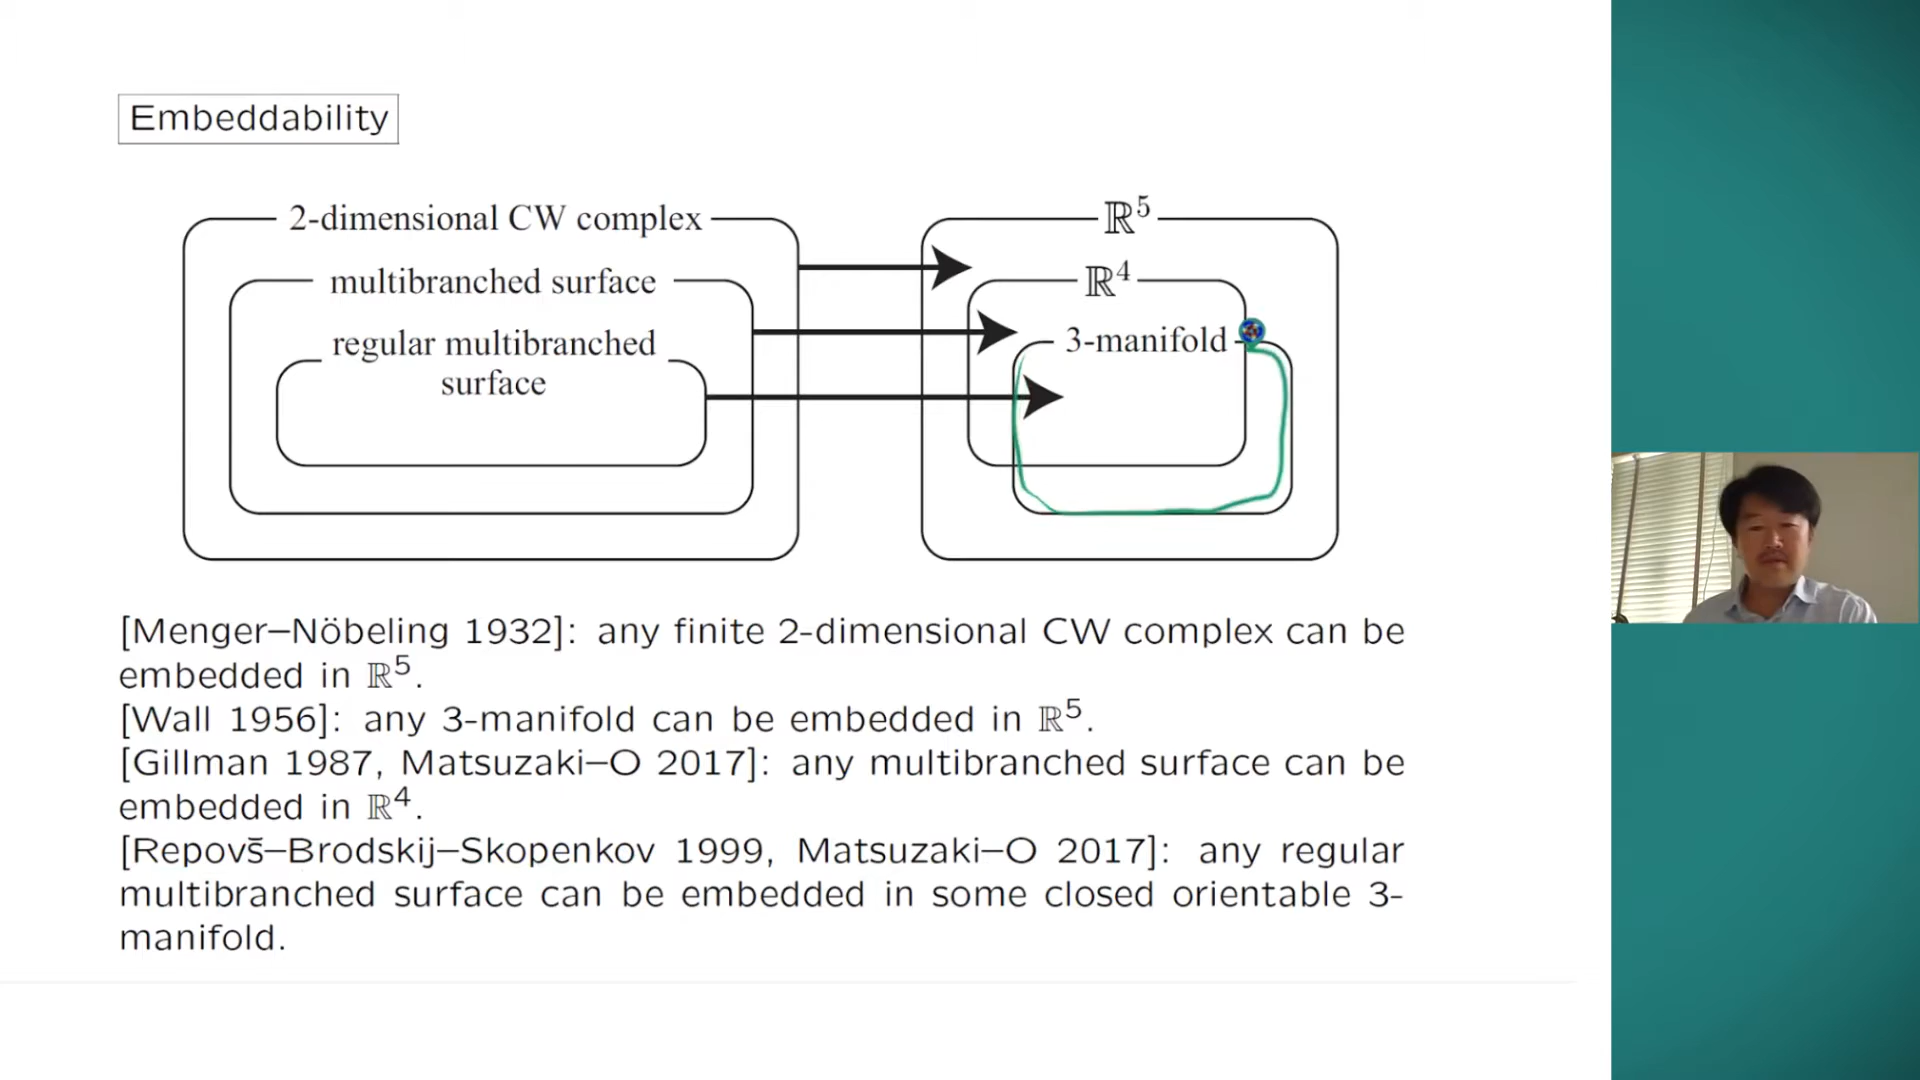 Embeddability
2-dimensional CW complex
multibranched surface
regular multibranched
surface
ℝ⁵
ℝ⁴
3-manifold
[Menger–Nöbeling 1932]: any finite 2-dimensional CW complex can be
embedded in ℝ⁵.
[Wall 1956]: any 3-manifold can be embedded in ℝ⁵.
[Gillman 1987, Matsuzaki–O 2017]: any multibranched surface can be
embedded in ℝ⁴.
[Repovs̆–Brodskij–Skopenkov 1999, Matsuzaki–O 2017]: any regular
multibranched surface can be embedded in some closed orientable 3-
manifold.